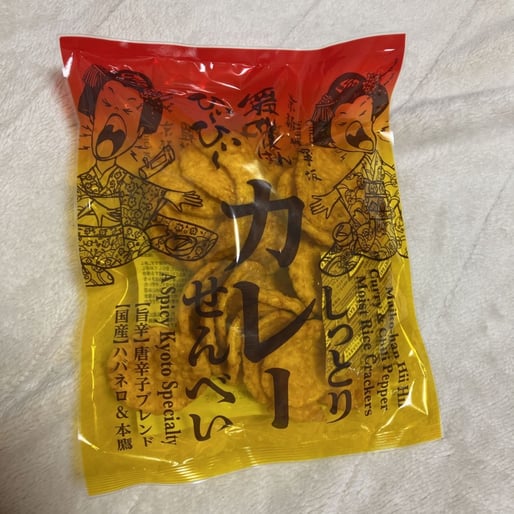 舞妓はん
ひぃひぃ〜
しっとり
カレー
せんべい
Maiko-han Hii Hii
Curry & Chili Pepper
Moist Rice Crackers
A Spicy Kyoto Specialty
【旨辛】唐辛子ブレンド
【国産】ハバネロ&本鷹